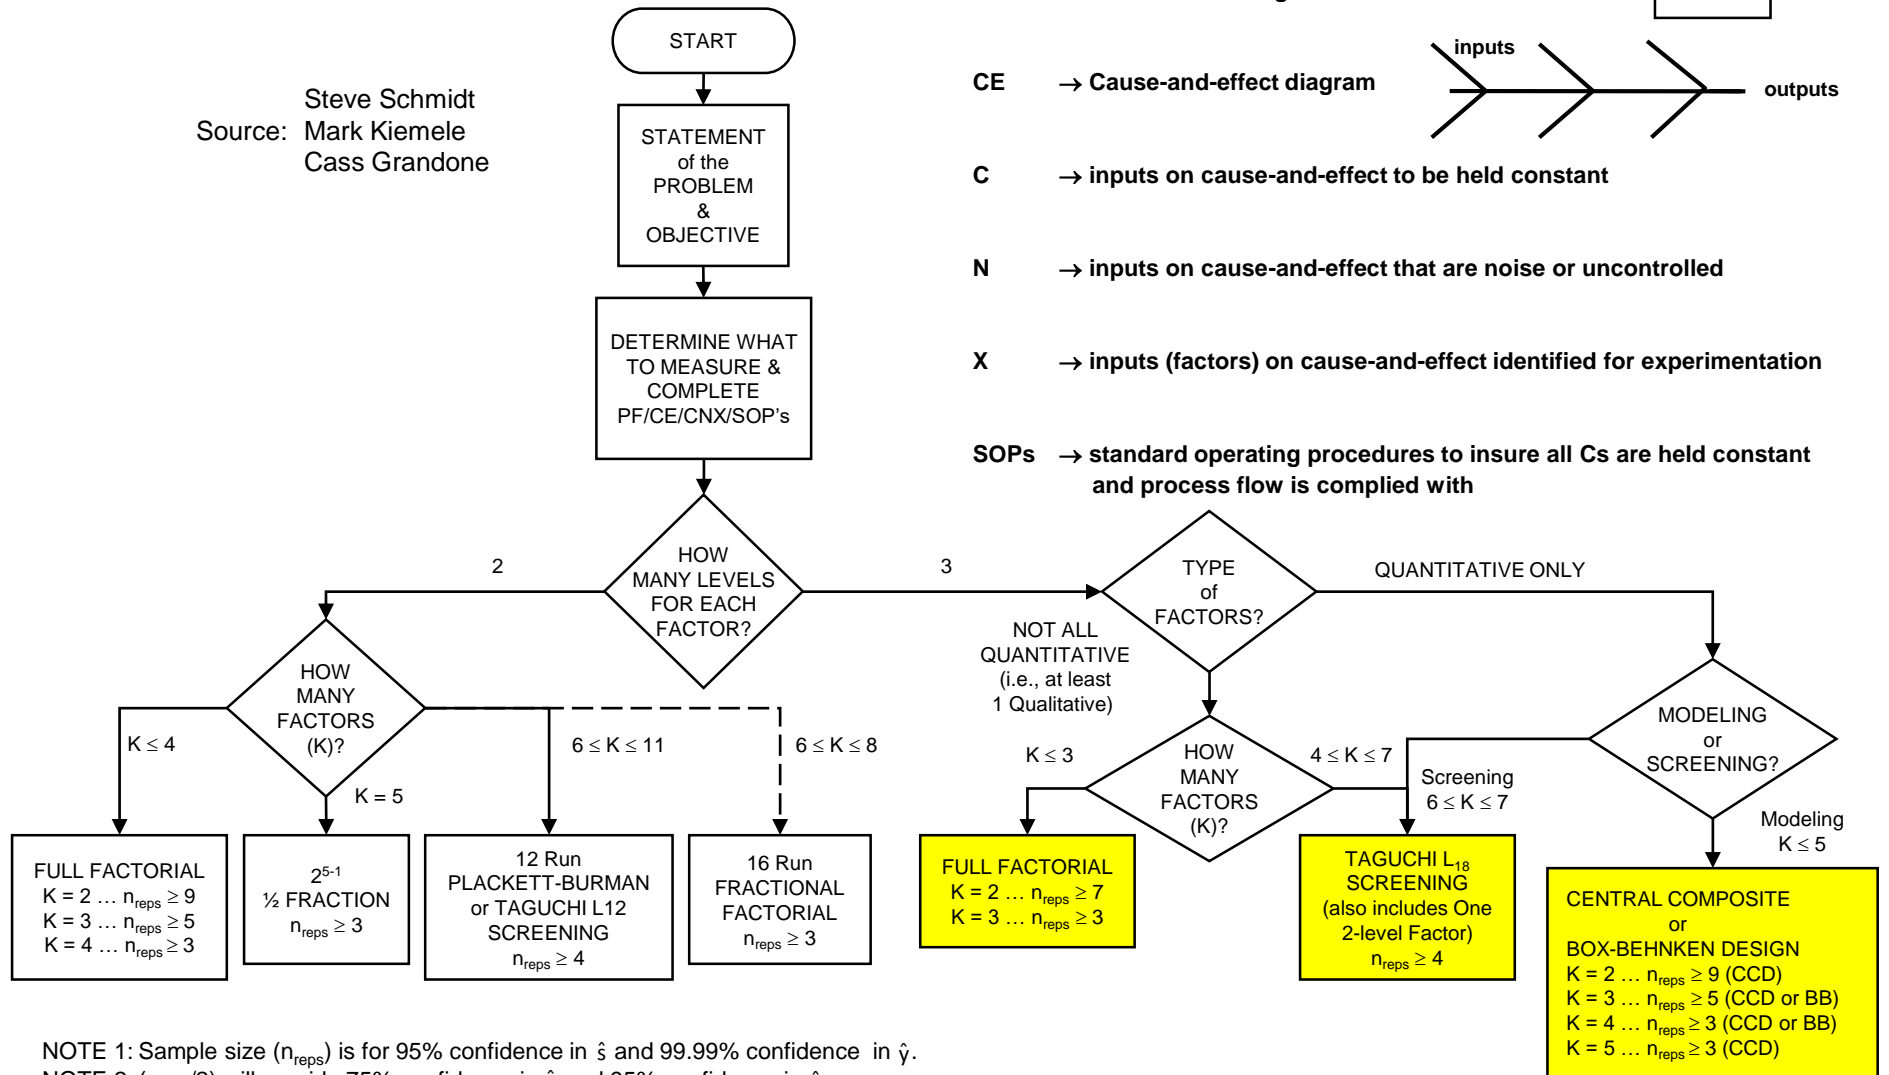 START
Steve Schmidt
Source: Mark Kiemele
Cass Grandone
STATEMENT
of the
PROBLEM
&
OBJECTIVE
DETERMINE WHAT
TO MEASURE &
COMPLETE
PF/CE/CNX/SOP's
inputs
CE → Cause-and-effect diagram
outputs
C → inputs on cause-and-effect to be held constant
N → inputs on cause-and-effect that are noise or uncontrolled
X → inputs (factors) on cause-and-effect identified for experimentation
SOPs → standard operating procedures to insure all Cs are held constant
and process flow is complied with
2
HOW
MANY LEVELS
FOR EACH
FACTOR?
3
TYPE
of
FACTORS?
QUANTITATIVE ONLY
NOT ALL
QUANTITATIVE
(i.e., at least
1 Qualitative)
HOW
MANY
FACTORS
(K)?
K ≤ 4
K = 5
6 ≤ K ≤ 11
6 ≤ K ≤ 8
K ≤ 3
HOW
MANY
FACTORS
(K)?
4 ≤ K ≤ 7
Screening
6 ≤ K ≤ 7
MODELING
or
SCREENING?
Modeling
K ≤ 5
FULL FACTORIAL
K = 2 … n_reps ≥ 9
K = 3 … n_reps ≥ 5
K = 4 … n_reps ≥ 3
2^5-1
½ FRACTION
n_reps ≥ 3
12 Run
PLACKETT-BURMAN
or TAGUCHI L12
SCREENING
n_reps ≥ 4
16 Run
FRACTIONAL
FACTORIAL
n_reps ≥ 3
FULL FACTORIAL
K = 2 … n_reps ≥ 7
K = 3 … n_reps ≥ 3
TAGUCHI L_18
SCREENING
(also includes One
2-level Factor)
n_reps ≥ 4
CENTRAL COMPOSITE
or
BOX-BEHNKEN DESIGN
K = 2 … n_reps ≥ 9 (CCD)
K = 3 … n_reps ≥ 5 (CCD or BB)
K = 4 … n_reps ≥ 3 (CCD or BB)
K = 5 … n_reps ≥ 3 (CCD)
NOTE 1: Sample size (n_reps) is for 95% confidence in ŝ and 99.99% confidence in ŷ.